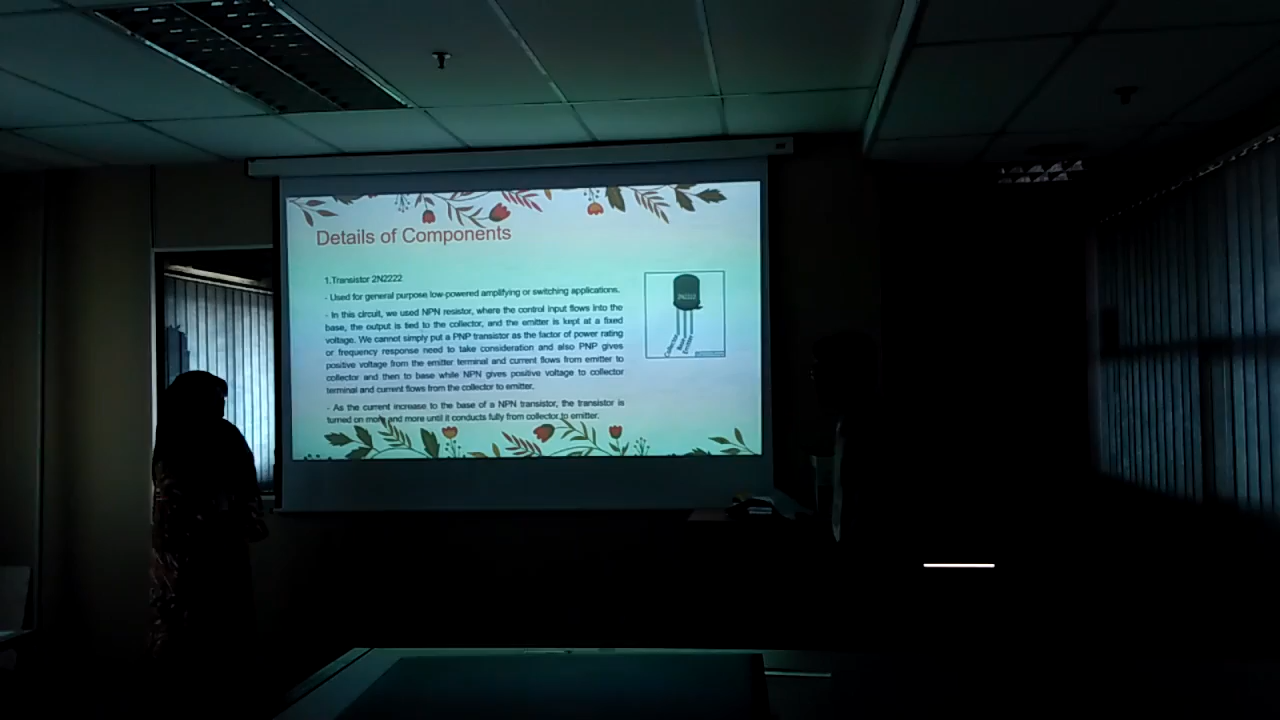 Details of Components
1.Transistor 2N2222
- Used for general purpose low-powered amplifying or switching applications.
- In this circuit, we used NPN resistor, where the control input flows into the
base, the output is tied to the collector, and the emitter is kept at a fixed
voltage. We cannot simply put a PNP transistor as the factor of power rating
or frequency response need to take consideration and also PNP gives
positive voltage from the emitter terminal and current flows from emitter to
collector and then to base while NPN gives positive voltage to collector
terminal and current flows from the collector to emitter.
- As the current increase to the base of a NPN transistor, the transistor is
turned on more and more until it conducts fully from collector to emitter.
2N2222
Collector
Base
Emitter